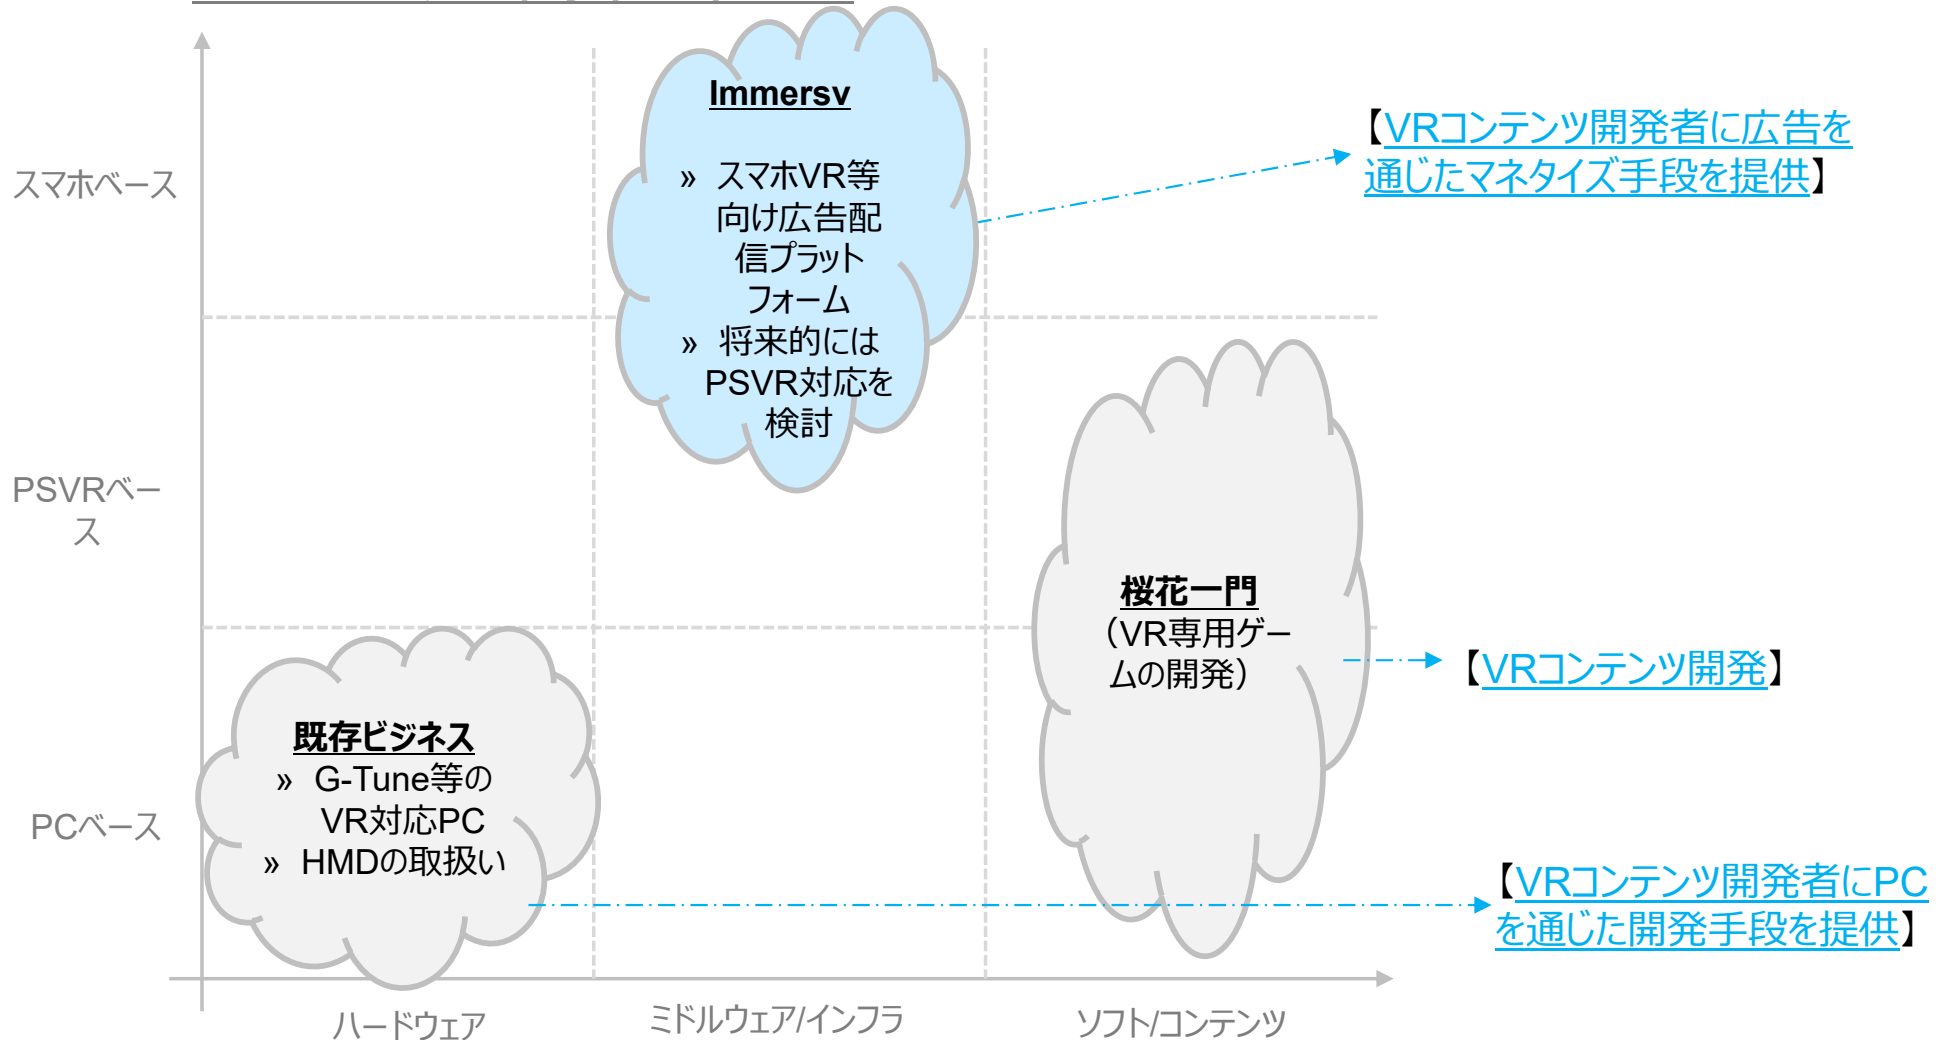 Immersv
» スマホVR等
向け広告配
信プラット
フォーム
» 将来的には
PSVR対応を
検討
【VRコンテンツ開発者に広告を
通じたマネタイズ手段を提供】
スマホベース
PSVRベー
ス
桜花一門
（VR専用ゲー
ムの開発）
【VRコンテンツ開発】
既存ビジネス
» G-Tune等の
VR対応PC
» HMDの取扱い
PCベース
【VRコンテンツ開発者にPC
を通じた開発手段を提供】
ハードウェア
ミドルウェア/インフラ
ソフト/コンテンツ